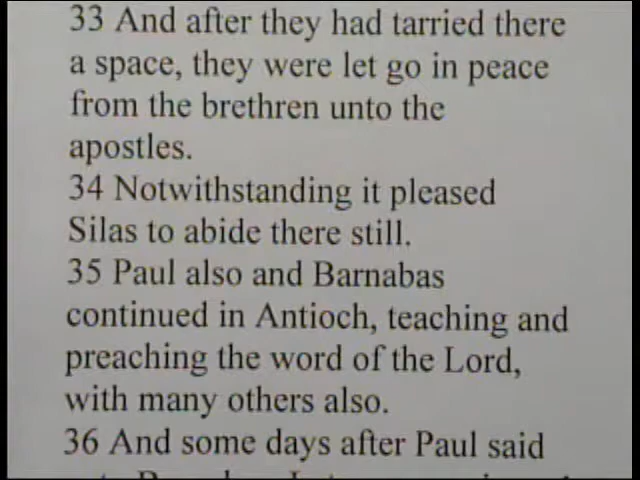 33 And after they had tarried there
a space, they were let go in peace
from the brethren unto the
apostles.
34 Notwithstanding it pleased
Silas to abide there still.
35 Paul also and Barnabas
continued in Antioch, teaching and
preaching the word of the Lord,
with many others also.
36 And some days after Paul said